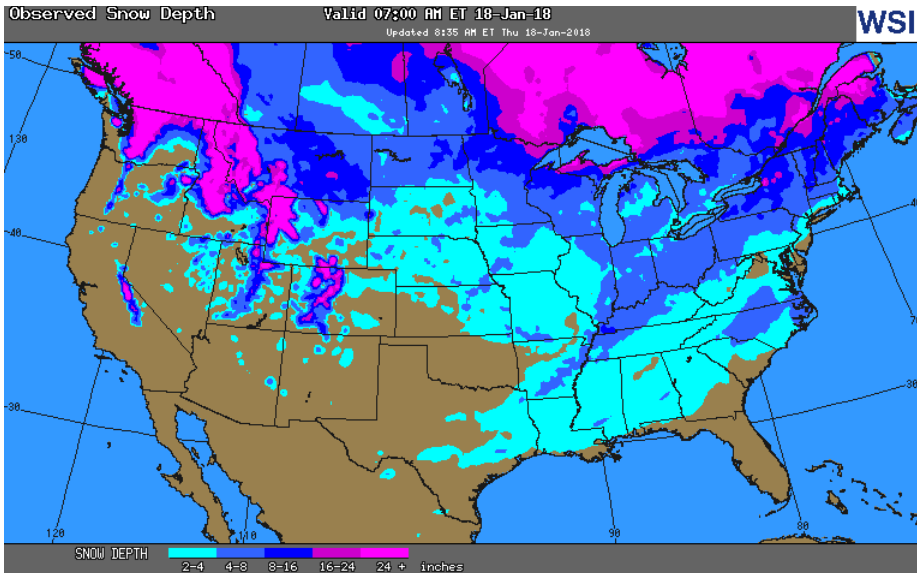 Observed Snow Depth
Valid 07:00 AM ET 18-Jan-18
Updated 8:35 AM ET Thu 18-Jan-2018
WSI
50
130
40
40
70
30
30
120
110
90
80
SNOW DEPTH
2-4 4-8 8-16 16-24 24 + inches